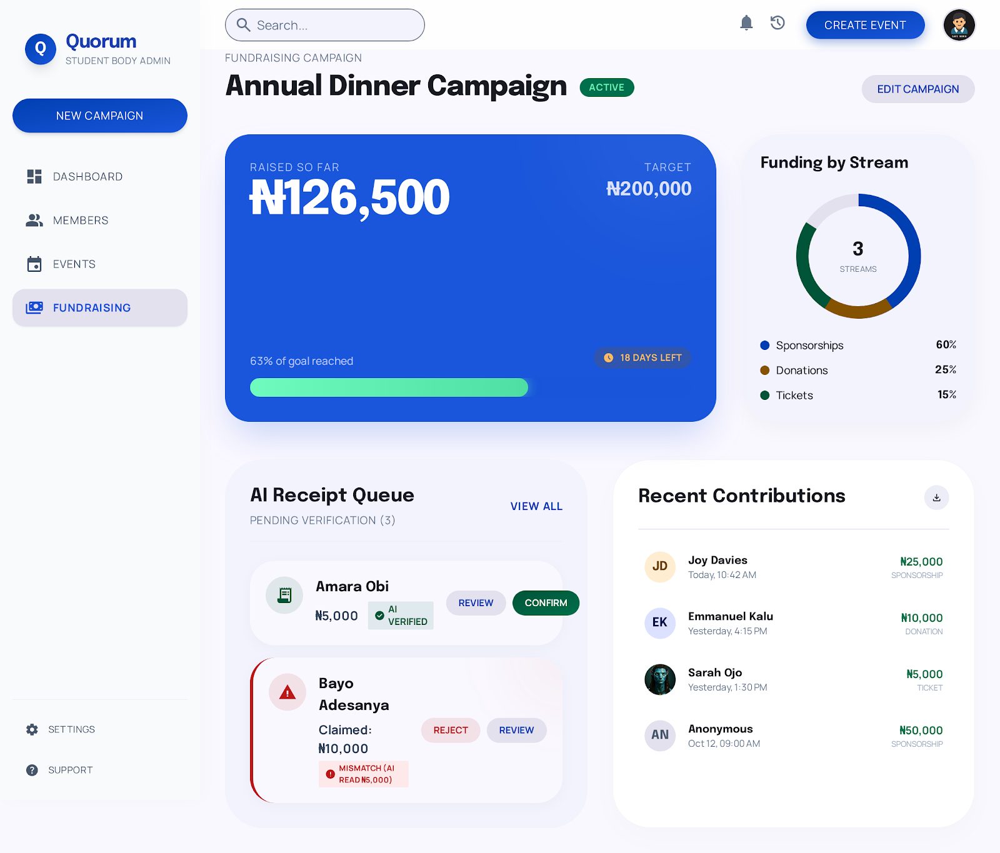 Q
Quorum
STUDENT BODY ADMIN
NEW CAMPAIGN
DASHBOARD
MEMBERS
EVENTS
FUNDRAISING
SETTINGS
SUPPORT
Search...
CREATE EVENT
FUNDRAISING CAMPAIGN
Annual Dinner Campaign
ACTIVE
EDIT CAMPAIGN
RAISED SO FAR
₦126,500
TARGET
₦200,000
63% of goal reached
18 DAYS LEFT
Funding by Stream
3
STREAMS
Sponsorships 60%
Donations 25%
Tickets 15%
AI Receipt Queue
PENDING VERIFICATION (3)
VIEW ALL
Amara Obi
₦5,000
AI
VERIFIED
REVIEW
CONFIRM
Bayo
Adesanya
Claimed:
₦10,000
MISMATCH (AI
READ ₦5,000)
REJECT
REVIEW
Recent Contributions
JD
Joy Davies
Today, 10:42 AM
₦25,000
SPONSORSHIP
EK
Emmanuel Kalu
Yesterday, 4:15 PM
₦10,000
DONATION
Sarah Ojo
Yesterday, 1:30 PM
₦5,000
TICKET
AN
Anonymous
Oct 12, 09:00 AM
₦50,000
SPONSORSHIP